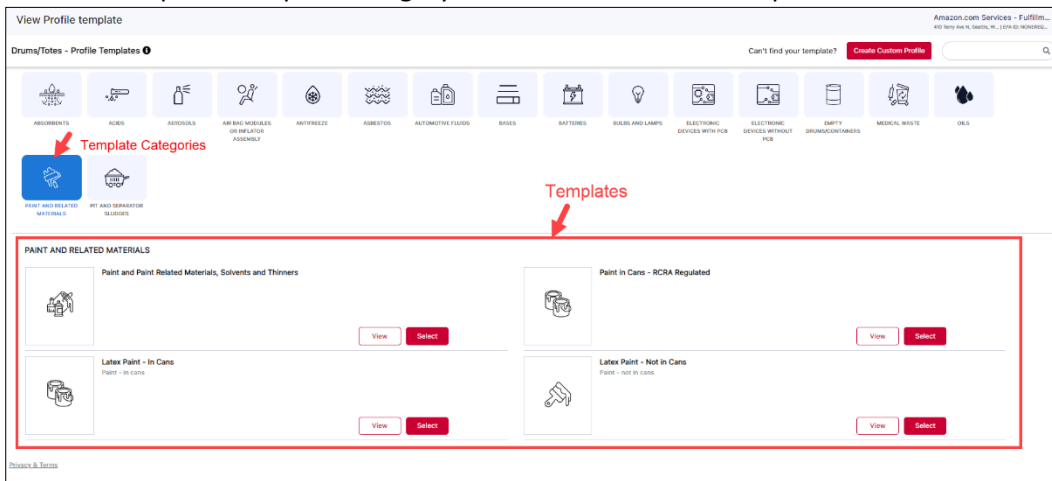 View Profile template
Amazon.com Services - Fulfillm...
Drums/Totes - Profile Templates
Can't find your template?
Create Custom Profile
ABSORBENTS
ACIDS
AEROSOLS
AIR BAG MODULES
OR INFLATOR
ASSEMBLY
ANTIFREEZE
ASBESTOS
AUTOMOTIVE FLUIDS
BASES
BATTERIES
BULBS AND LAMPS
ELECTRONIC
DEVICES WITH PCB
ELECTRONIC
DEVICES WITHOUT
PCB
EMPTY
DRUMS/CONTAINERS
MEDICAL WASTE
OILS
Template Categories
PAINT AND RELATED
MATERIALS
PIT AND SEPARATOR
SLUDGES
Templates
PAINT AND RELATED MATERIALS
Paint and Paint Related Materials, Solvents and Thinners
View
Select
Paint in Cans - RCRA Regulated
View
Select
Latex Paint - In Cans
Paint - in cans
View
Select
Latex Paint - Not in Cans
Paint - not in cans
View
Select
Privacy & Terms